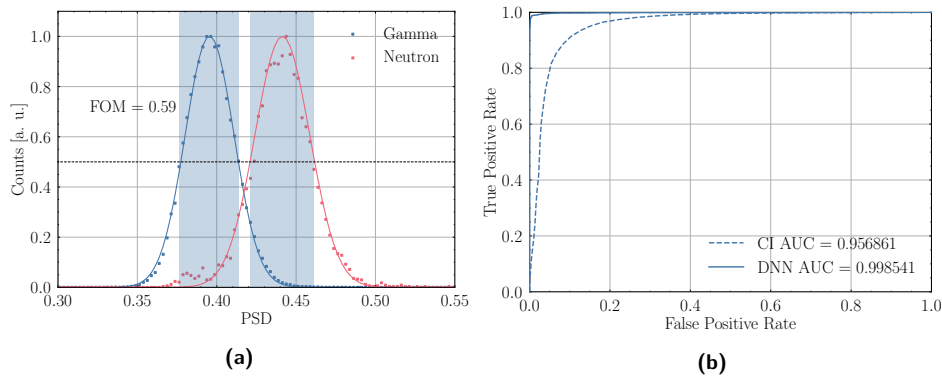 1.0
0.8
0.6
0.4
0.2
0.0
Counts [a. u.]
Gamma
Neutron
FOM = 0.59
0.30 0.35 0.40 0.45 0.50 0.55
PSD
(a)
1.0
0.8
0.6
0.4
0.2
0.0
True Positive Rate
CI AUC = 0.956861
DNN AUC = 0.998541
0.0 0.2 0.4 0.6 0.8 1.0
False Positive Rate
(b)